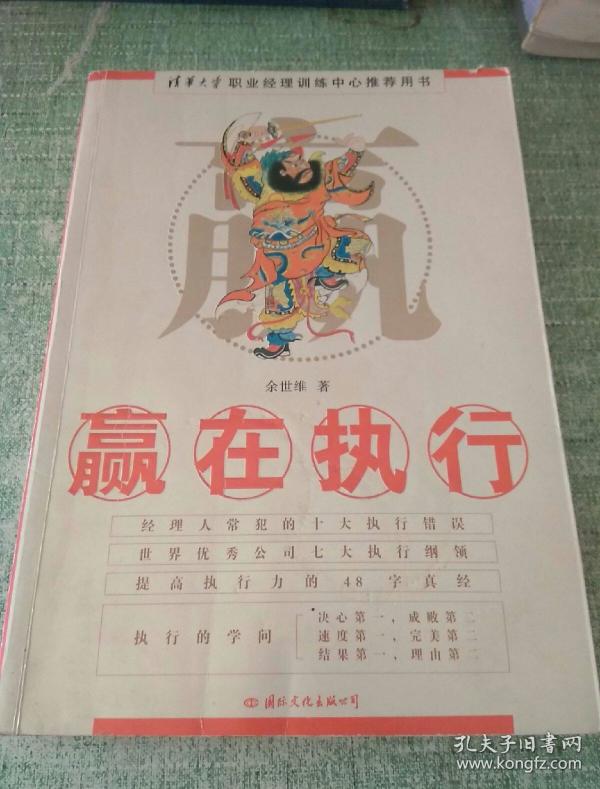 清华大学 职业经理训练中心推荐用书
赢
余世维 著
赢在执行
经理人常犯的十大执行错误
世界优秀公司七大执行纲领
提高执行力的48字真经
执行的学问
决心第一，成败第二
速度第一，完美第二
结果第一，理由第二
国际文化出版公司
孔夫子旧书网
www.kongfz.com